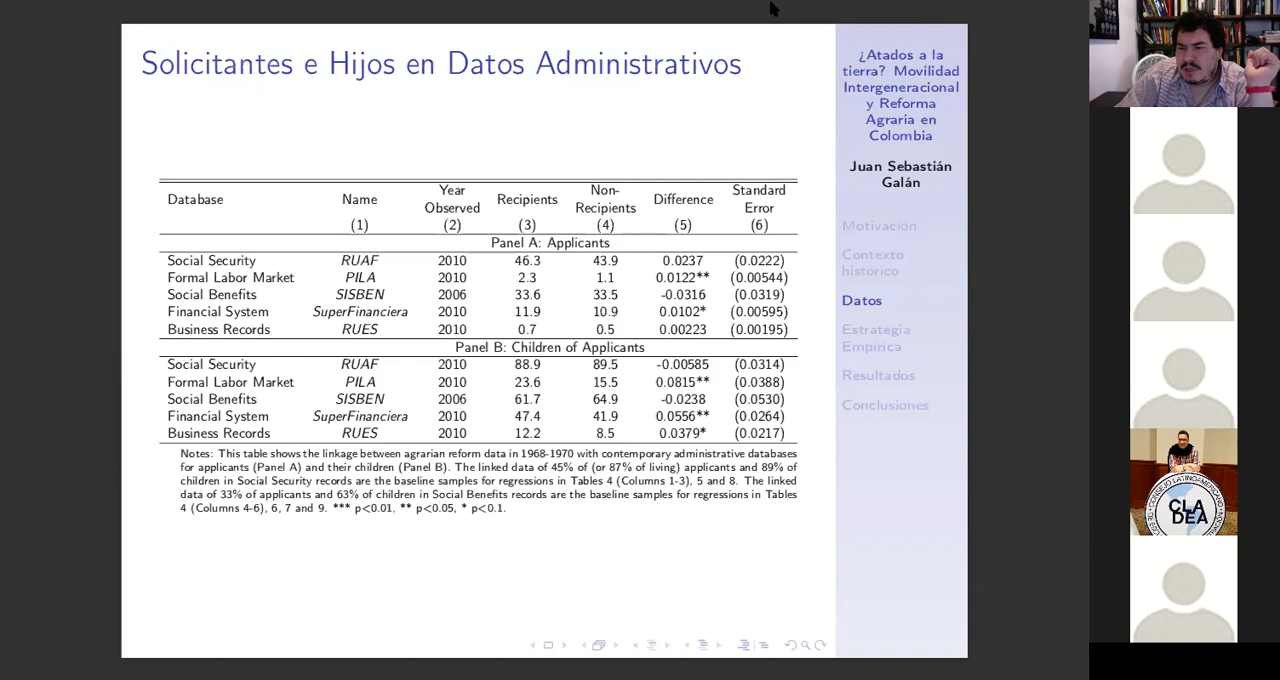 Solicitantes e Hijos en Datos Administrativos
Database Name Year Observed Recipients Non-Recipients Difference Standard Error
(1) (2) (3) (4) (5) (6)
Panel A: Applicants
Social Security RUAF 2010 46.3 43.9 0.0237 (0.0222)
Formal Labor Market PILA 2010 2.3 1.1 0.0122** (0.00544)
Social Benefits SISBEN 2006 33.6 33.5 -0.0316 (0.0319)
Financial System SuperFinanciera 2010 11.9 10.9 0.0102* (0.00595)
Business Records RUES 2010 0.7 0.5 0.00223 (0.00195)
Panel B: Children of Applicants
Social Security RUAF 2010 88.9 89.5 -0.00585 (0.0314)
Formal Labor Market PILA 2010 23.6 15.5 0.0815** (0.0388)
Social Benefits SISBEN 2006 61.7 64.9 -0.0238 (0.0530)
Financial System SuperFinanciera 2010 47.4 41.9 0.0556** (0.0264)
Business Records RUES 2010 12.2 8.5 0.0379* (0.0217)
Notes: This table shows the linkage between agrarian reform data in 1968-1970 with contemporary administrative databases
for applicants (Panel A) and their children (Panel B). The linked data of 45% of (or 87% of living) applicants and 89% of
children in Social Security records are the baseline samples for regressions in Tables 4 (Columns 1-3), 5 and 8. The linked
data of 33% of applicants and 63% of children in Social Benefits records are the baseline samples for regressions in Tables
4 (Columns 4-6), 6, 7 and 9. *** p<0.01, ** p<0.05, * p<0.1.
¿Atados a la
tierra? Movilidad
Intergeneracional
y Reforma
Agraria en
Colombia
Juan Sebastián
Galán
Motivación
Contexto
historico
Datos
Estrategia
Empírica
Resultados
Conclusiones
CLA
DEA